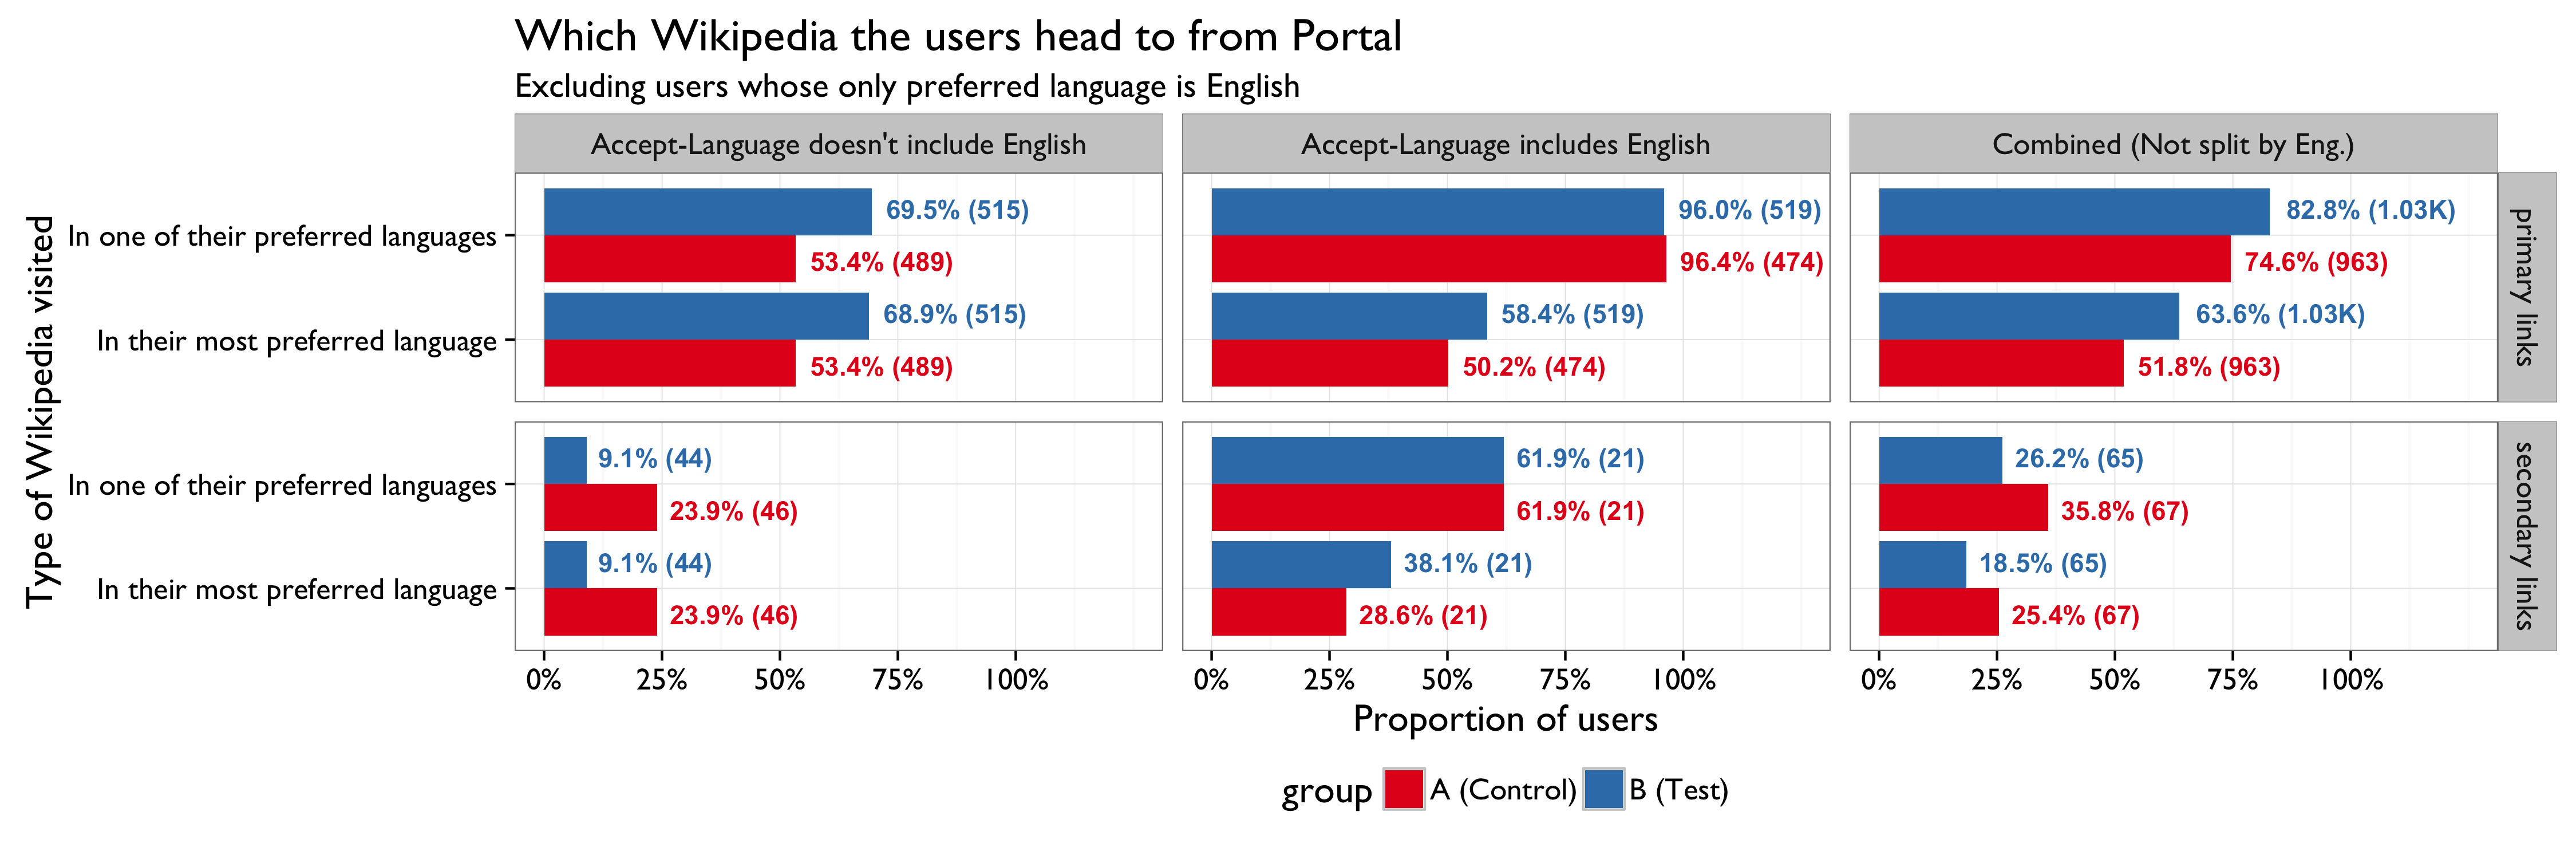 Which Wikipedia the users head to from Portal
Excluding users whose only preferred language is English
Accept-Language doesn't include English
Accept-Language includes English
Combined (Not split by Eng.)
Type of Wikipedia visited
In one of their preferred languages
69.5% (515)
53.4% (489)
96.0% (519)
96.4% (474)
82.8% (1.03K)
74.6% (963)
In their most preferred language
68.9% (515)
53.4% (489)
58.4% (519)
50.2% (474)
63.6% (1.03K)
51.8% (963)
primary links
In one of their preferred languages
9.1% (44)
23.9% (46)
61.9% (21)
61.9% (21)
26.2% (65)
35.8% (67)
In their most preferred language
9.1% (44)
23.9% (46)
38.1% (21)
28.6% (21)
18.5% (65)
25.4% (67)
secondary links
0% 25% 50% 75% 100%
0% 25% 50% 75% 100%
0% 25% 50% 75% 100%
Proportion of users
group A (Control) B (Test)